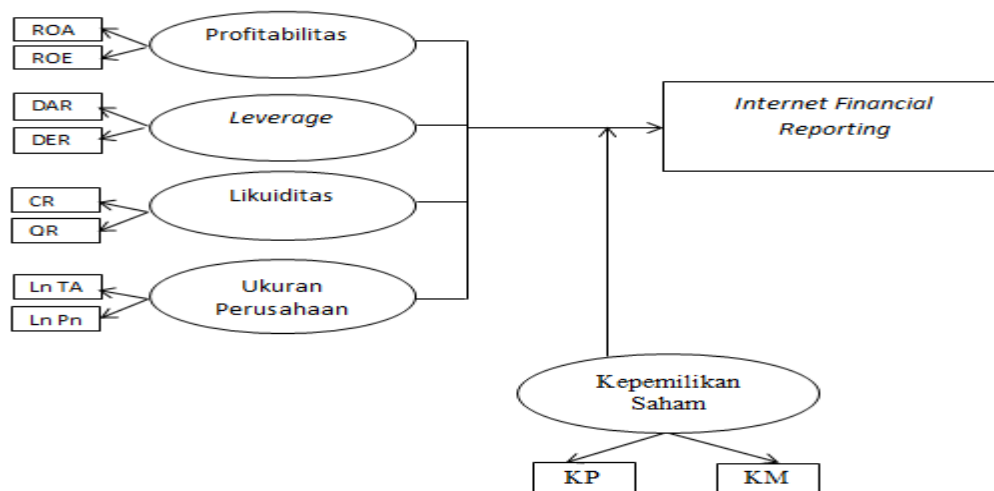 ROA
ROE
Profitabilitas
DAR
DER
Leverage
CR
QR
Likuiditas
Ln TA
Ln Pn
Ukuran
Perusahaan
Internet Financial
Reporting
Kepemilikan
Saham
KP
KM